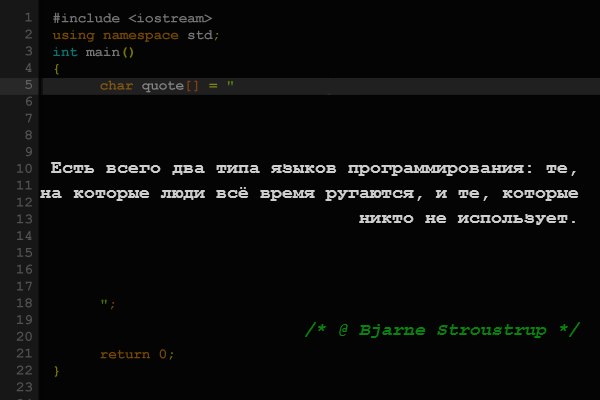 1 #include <iostream>
2 using namespace std;
3 int main()
4 {
5 char quote[] = "
6
7
8
9
10 Есть всего два типа языков программирования: те,
11 на которые люди всё время ругаются, и те, которые
12
13 никто не использует.
14
15
16
17
18 ";
19
/* @ Bjarne Stroustrup */
20
21 return 0;
22 }
23